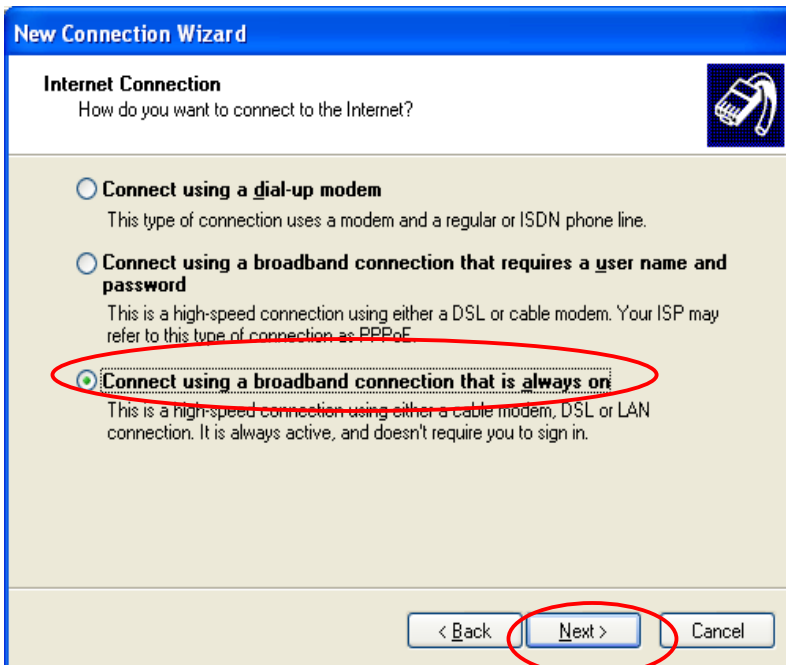 New Connection Wizard
Internet Connection
How do you want to connect to the Internet?
Connect using a dial-up modem
This type of connection uses a modem and a regular or ISDN phone line.
Connect using a broadband connection that requires a user name and
password
This is a high-speed connection using either a DSL or cable modem. Your ISP may
refer to this type of connection as PPPoE.
Connect using a broadband connection that is always on
This is a high-speed connection using either a cable modem, DSL or LAN
connection. It is always active, and doesn't require you to sign in.
< Back
Next >
Cancel